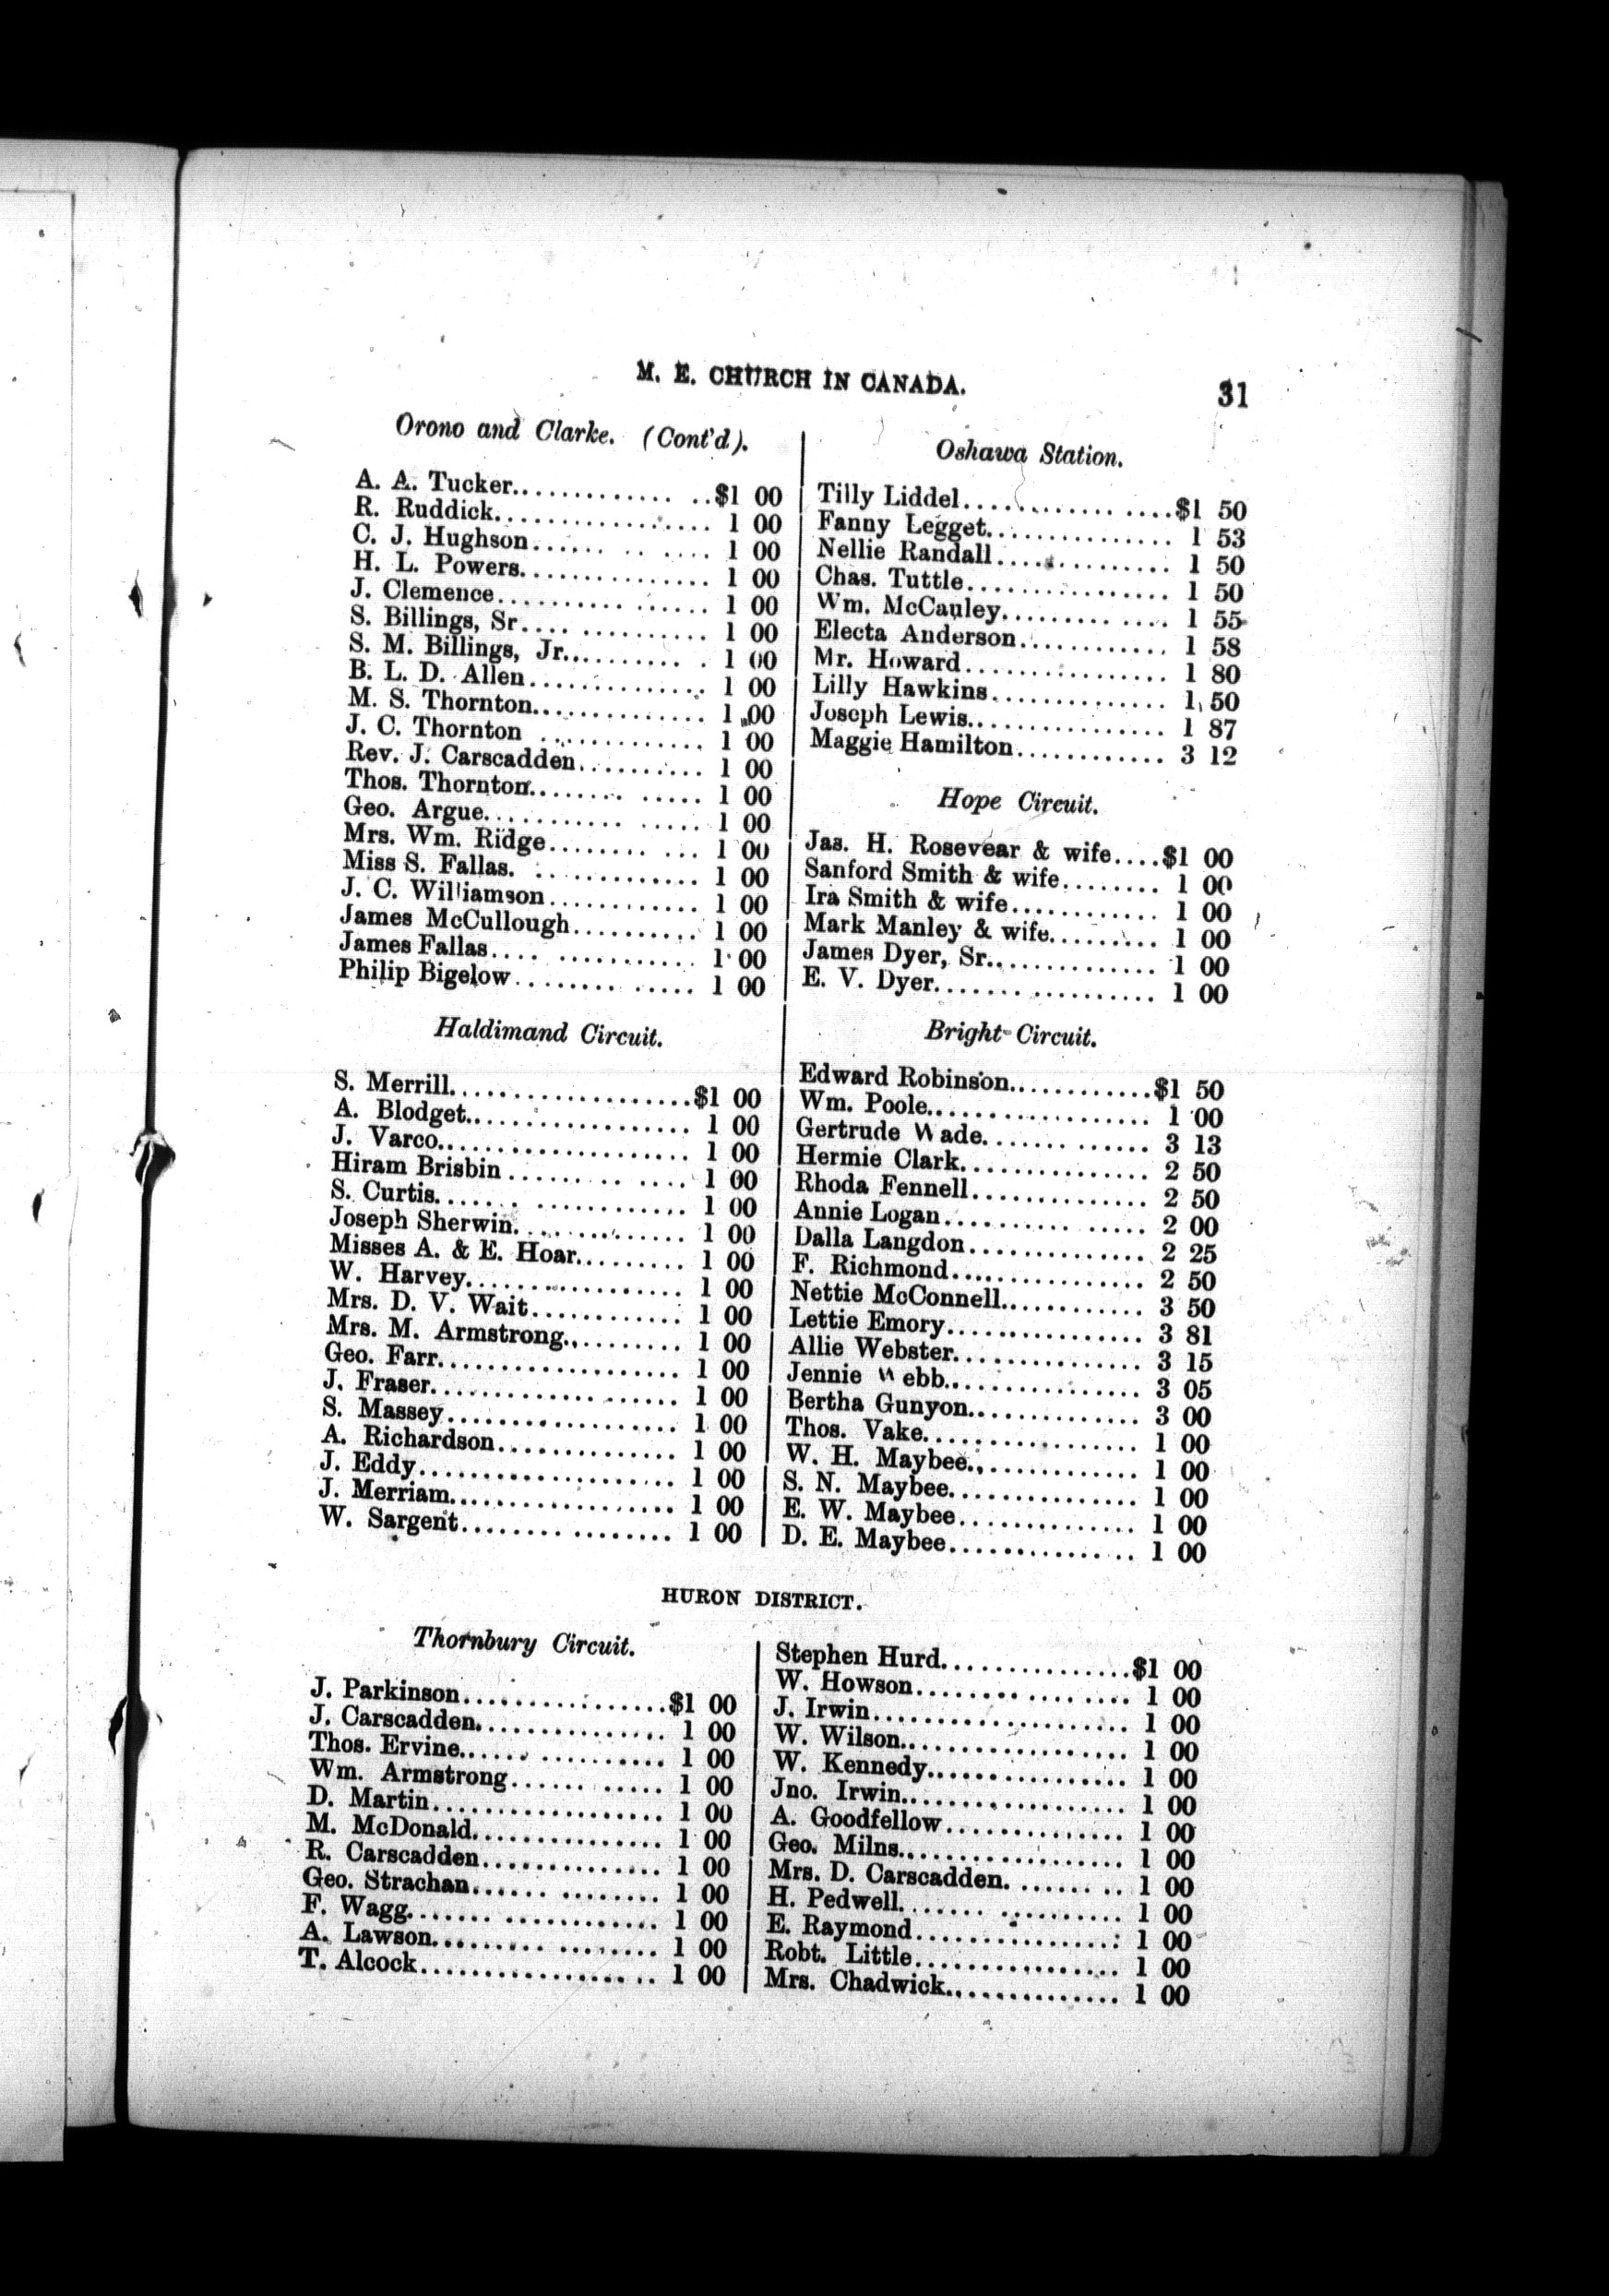 M. E. CHURCH IN CANADA.
31
Orono and Clarke. (Cont'd).
A. A. Tucker.............. ..$1 00
R. Ruddick................. 1 00
C. J. Hughson...... .. .... 1 00
H. L. Powers............... 1 00
J. Clemence.......... ...... 1 00
S. Billings, Sr.... .......... 1 00
S. M. Billings, Jr.......... . 1 00
B. L. D. Allen.............. 1 00
M. S. Thornton.............. 1 00
J. C. Thornton ............. 1 00
Rev. J. Carscadden.......... 1 00
Thos. Thornton........ ..... 1 00
Geo. Argue........... ..... 1 00
Mrs. Wm. Ridge........ ... 1 00
Miss S. Fallas. ............. 1 00
J. C. Williamson............ 1 00
James McCullough.......... 1 00
James Fallas.... ........... 1 00
Philip Bigelow........ ..... 1 00
Haldimand Circuit.
S. Merrill...................$1 00
A. Blodget.................. 1 00
J. Varco.................... 1 00
Hiram Brisbin .......... .... 1 00
S. Curtis...... ............ 1 00
Joseph Sherwin.............. 1 00
Misses A. & E. Hoar......... 1 00
W. Harvey.................. 1 00
Mrs. D. V. Wait............ 1 00
Mrs. M. Armstrong.......... 1 00
Geo. Farr................... 1 00
J. Fraser................... 1 00
S. Massey.................. 1 00
A. Richardson.............. 1 00
J. Eddy.................... 1 00
J. Merriam................. 1 00
W. Sargent......... ........ 1 00
Oshawa Station.
Tilly Liddel............. ....$1 50
Fanny Legget............... 1 53
Nellie Randall.............. 1 50
Chas. Tuttle................ 1 50
Wm. McCauley.......... .... 1 55
Electa Anderson............ 1 58
Mr. Howard................ 1 80
Lilly Hawkins.............. 1 50
Joseph Lewis............... 1 87
Maggie Hamilton............ 3 12
Hope Circuit.
Jas. H. Rosevear & wife....$1 00
Sanford Smith & wife........ 1 00
Ira Smith & wife............ 1 00
Mark Manley & wife......... 1 00
James Dyer, Sr.............. 1 00
E. V. Dyer....... .......... 1 00
Bright Circuit.
Edward Robinson............$1 50
Wm. Poole.................. 1 00
Gertrude Wade....... ...... 3 13
Hermie Clark............... 2 50
Rhoda Fennell.............. 2 50
Annie Logan.......... ..... 2 00
Dalla Langdon.............. 2 25
F. Richmond................ 2 50
Nettie McConnell............ 3 50
Lettie Emory................ 3 81
Allie Webster............... 3 15
Jennie Webb................ 3 05
Bertha Gunyon.............. 3 00
Thos. Vake................. 1 00
W. H. Maybee.............. 1 00
S. N. Maybee............... 1 00
E. W. Maybee.............. 1 00
D. E. Maybee............... 1 00
HURON DISTRICT.
Thornbury Circuit.
J. Parkinson................$1 00
J. Carscadden............... 1 00
Thos. Ervine...... .......... 1 00
Wm. Armstrong...... ..... 1 00
D. Martin.................. 1 00
M. McDonald............... 1 00
R. Carscadden.............. 1 00
Geo. Strachan...... ........ 1 00
F. Wagg....... ............ 1 00
A. Lawson......... ........ 1 00
T. Alcock................... 1 00
Stephen Hurd...............$1 00
W. Howson......... ....... 1 00
J. Irwin.................... 1 00
W. Wilson.................. 1 00
W. Kennedy................ 1 00
Jno. Irwin.................. 1 00
A. Goodfellow.............. 1 00
Geo. Milns.................. 1 00
Mrs. D. Carscadden. ...... .. 1 00
H. Pedwell....... .......... 1 00
E. Raymond................ 1 00
Robt. Little................ 1 00
Mrs. Chadwick.............. 1 00